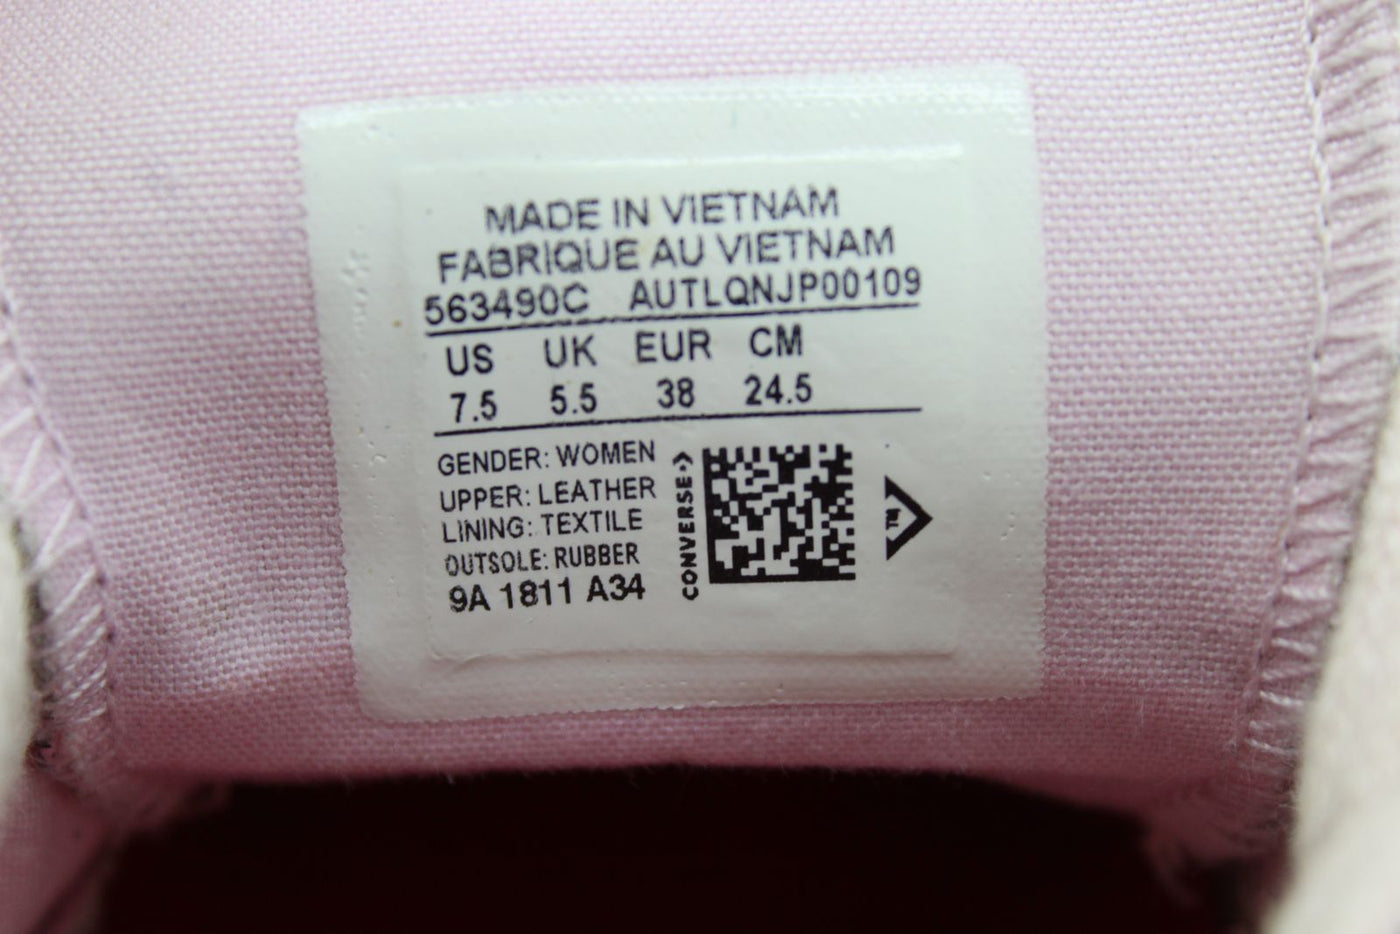 MADE IN VIETNAM
FABRIQUE AU VIETNAM
563490C AUTLQNJP00109
US UK EUR CM
7.5 5.5 38 24.5
GENDER: WOMEN
UPPER: LEATHER
LINING: TEXTILE
OUTSOLE: RUBBER
9A 1811 A34
CONVERSE
TM